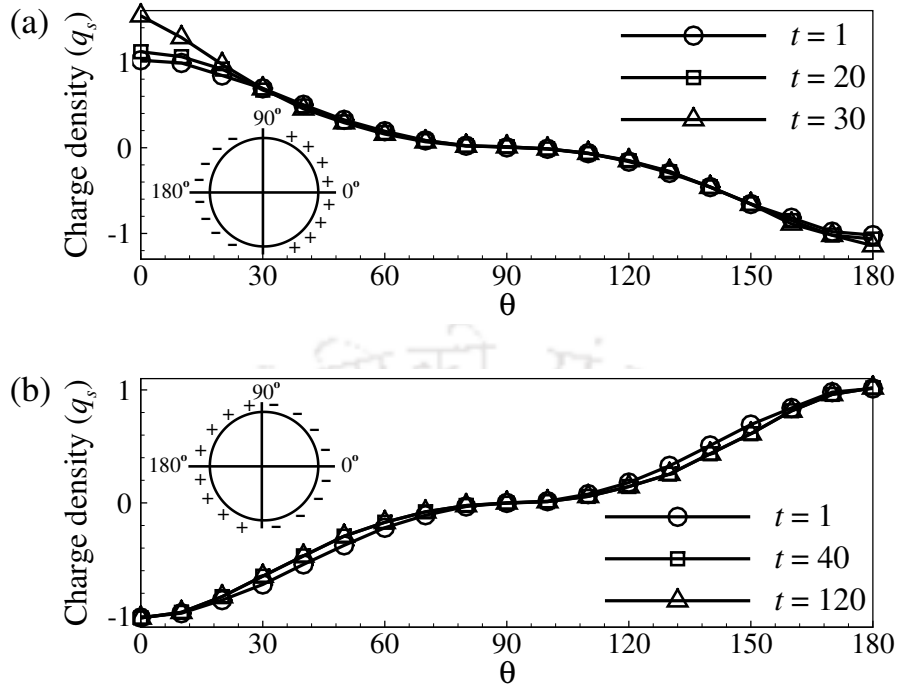 (a)
Charge density (q_s)
1
0
-1
t = 1
t = 20
t = 30
90°
180°
0°
0 30 60 90 120 150 180
θ
(b)
Charge density (q_s)
1
0
-1
90°
180°
0°
t = 1
t = 40
t = 120
0 30 60 90 120 150 180
θ